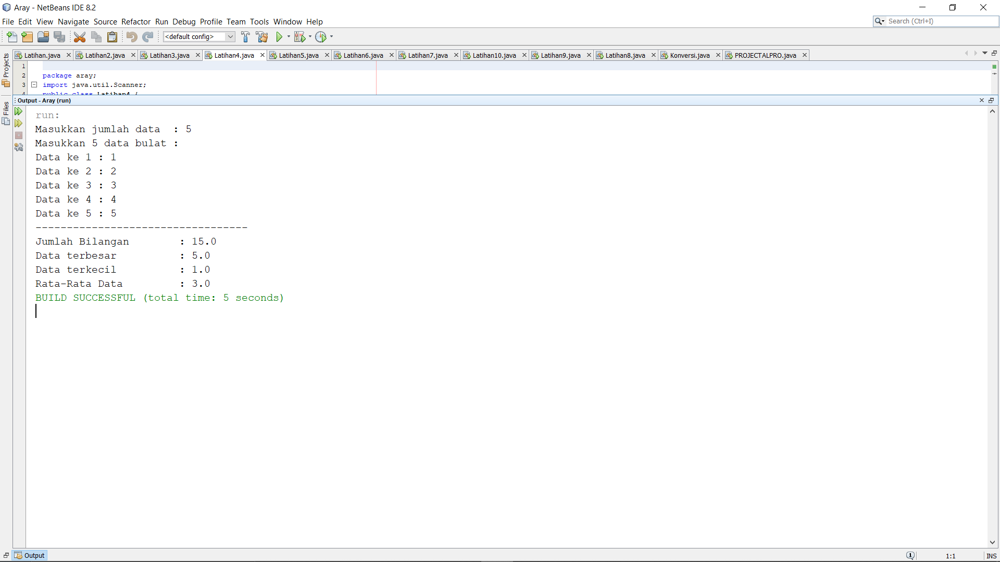 Aray - NetBeans IDE 8.2
File Edit View Navigate Source Refactor Run Debug Profile Team Tools Window Help
Search (Ctrl+I)
<default config>
Projects
Files
Latihan.java Latihan2.java Latihan3.java Latihan4.java Latihan5.java Latihan6.java Latihan7.java Latihan10.java Latihan9.java Latihan8.java Konversi.java PROJECTALPRO.java
1
2 package aray;
3 import java.util.Scanner;
4 public class Latihan4 {
Output - Aray (run)
run:
Masukkan jumlah data  : 5
Masukkan 5 data bulat :
Data ke 1 : 1
Data ke 2 : 2
Data ke 3 : 3
Data ke 4 : 4
Data ke 5 : 5
----------------------------------
Jumlah Bilangan        : 15.0
Data terbesar          : 5.0
Data terkecil          : 1.0
Rata-Rata Data         : 3.0
BUILD SUCCESSFUL (total time: 5 seconds)
Output
1
1:1
INS